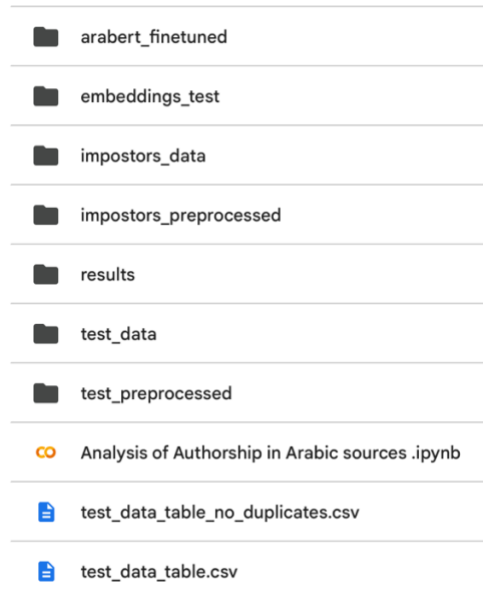 arabert_finetuned
embeddings_test
impostors_data
impostors_preprocessed
results
test_data
test_preprocessed
Analysis of Authorship in Arabic sources .ipynb
test_data_table_no_duplicates.csv
test_data_table.csv